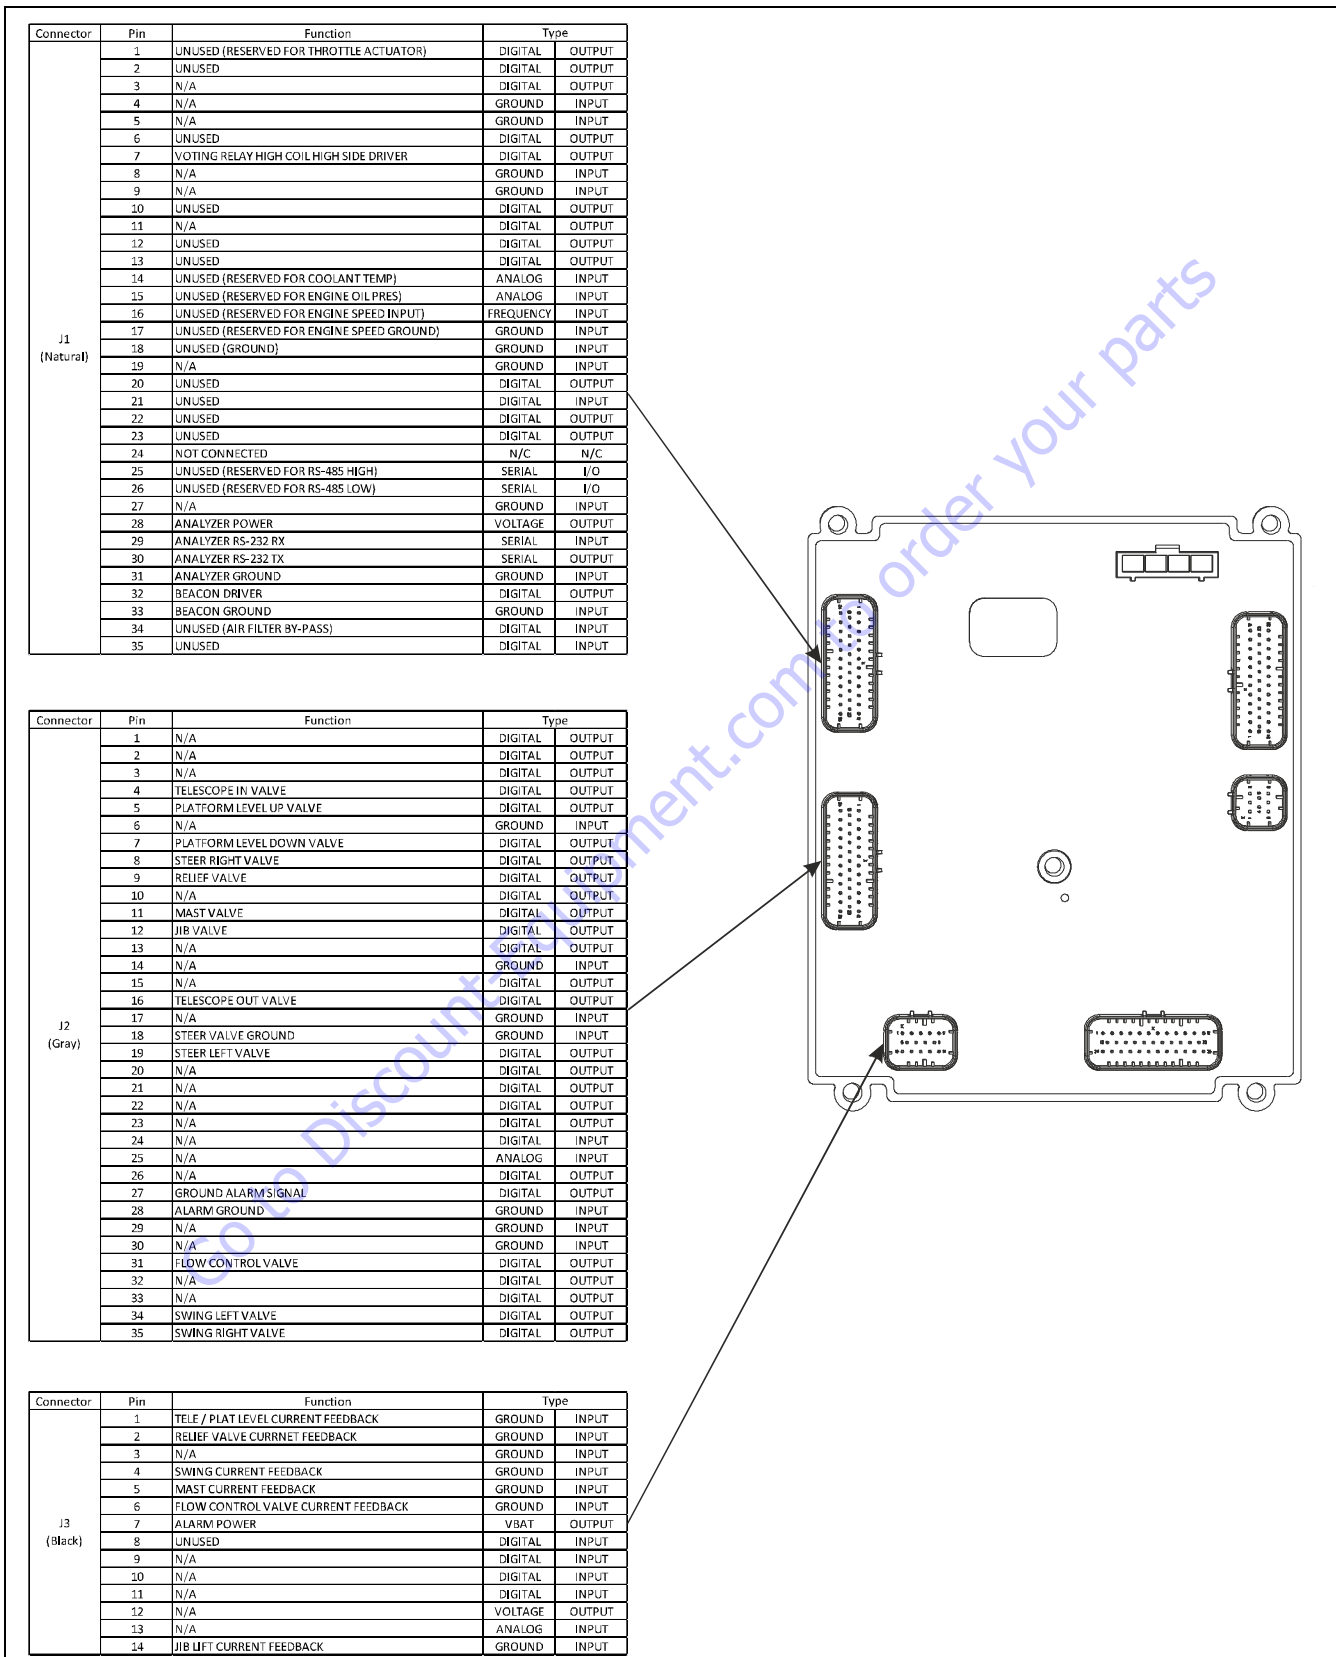 Connector Pin Function Type
J1
(Natural)
1 UNUSED (RESERVED FOR THROTTLE ACTUATOR) DIGITAL OUTPUT
2 UNUSED DIGITAL OUTPUT
3 N/A DIGITAL OUTPUT
4 N/A GROUND INPUT
5 N/A GROUND INPUT
6 UNUSED DIGITAL OUTPUT
7 VOTING RELAY HIGH COIL HIGH SIDE DRIVER DIGITAL OUTPUT
8 N/A GROUND INPUT
9 N/A GROUND INPUT
10 UNUSED DIGITAL OUTPUT
11 N/A DIGITAL OUTPUT
12 UNUSED DIGITAL OUTPUT
13 UNUSED DIGITAL OUTPUT
14 UNUSED (RESERVED FOR COOLANT TEMP) ANALOG INPUT
15 UNUSED (RESERVED FOR ENGINE OIL PRES) ANALOG INPUT
16 UNUSED (RESERVED FOR ENGINE SPEED INPUT) FREQUENCY INPUT
17 UNUSED (RESERVED FOR ENGINE SPEED GROUND) GROUND INPUT
18 UNUSED (GROUND) GROUND INPUT
19 N/A GROUND INPUT
20 UNUSED DIGITAL OUTPUT
21 UNUSED DIGITAL INPUT
22 UNUSED DIGITAL OUTPUT
23 UNUSED DIGITAL OUTPUT
24 NOT CONNECTED N/C N/C
25 UNUSED (RESERVED FOR RS-485 HIGH) SERIAL I/O
26 UNUSED (RESERVED FOR RS-485 LOW) SERIAL I/O
27 N/A GROUND INPUT
28 ANALYZER POWER VOLTAGE OUTPUT
29 ANALYZER RS-232 RX SERIAL INPUT
30 ANALYZER RS-232 TX SERIAL OUTPUT
31 ANALYZER GROUND GROUND INPUT
32 BEACON DRIVER DIGITAL OUTPUT
33 BEACON GROUND GROUND INPUT
34 UNUSED (AIR FILTER BY-PASS) DIGITAL INPUT
35 UNUSED DIGITAL INPUT
Connector Pin Function Type
J2
(Gray)
1 N/A DIGITAL OUTPUT
2 N/A DIGITAL OUTPUT
3 N/A DIGITAL OUTPUT
4 TELESCOPE IN VALVE DIGITAL OUTPUT
5 PLATFORM LEVEL UP VALVE DIGITAL OUTPUT
6 N/A GROUND INPUT
7 PLATFORM LEVEL DOWN VALVE DIGITAL OUTPUT
8 STEER RIGHT VALVE DIGITAL OUTPUT
9 RELIEF VALVE DIGITAL OUTPUT
10 N/A DIGITAL OUTPUT
11 MAST VALVE DIGITAL OUTPUT
12 JIB VALVE DIGITAL OUTPUT
13 N/A DIGITAL OUTPUT
14 N/A GROUND INPUT
15 N/A DIGITAL OUTPUT
16 TELESCOPE OUT VALVE DIGITAL OUTPUT
17 N/A GROUND INPUT
18 STEER VALVE GROUND GROUND INPUT
19 STEER LEFT VALVE DIGITAL OUTPUT
20 N/A DIGITAL OUTPUT
21 N/A DIGITAL OUTPUT
22 N/A DIGITAL OUTPUT
23 N/A DIGITAL OUTPUT
24 N/A DIGITAL INPUT
25 N/A ANALOG INPUT
26 N/A DIGITAL OUTPUT
27 GROUND ALARM SIGNAL DIGITAL OUTPUT
28 ALARM GROUND GROUND INPUT
29 N/A GROUND INPUT
30 N/A GROUND INPUT
31 FLOW CONTROL VALVE DIGITAL OUTPUT
32 N/A DIGITAL OUTPUT
33 N/A DIGITAL OUTPUT
34 SWING LEFT VALVE DIGITAL OUTPUT
35 SWING RIGHT VALVE DIGITAL OUTPUT
Connector Pin Function Type
J3
(Black)
1 TELE / PLAT LEVEL CURRENT FEEDBACK GROUND INPUT
2 RELIEF VALVE CURRNET FEEDBACK GROUND INPUT
3 N/A GROUND INPUT
4 SWING CURRENT FEEDBACK GROUND INPUT
5 MAST CURRENT FEEDBACK GROUND INPUT
6 FLOW CONTROL VALVE CURRENT FEEDBACK GROUND INPUT
7 ALARM POWER VBAT OUTPUT
8 UNUSED DIGITAL INPUT
9 N/A DIGITAL INPUT
10 N/A DIGITAL INPUT
11 N/A DIGITAL INPUT
12 N/A VOLTAGE OUTPUT
13 N/A ANALOG INPUT
14 JIB LIFT CURRENT FEEDBACK GROUND INPUT
Go to Discount-Equipment.com to order your parts